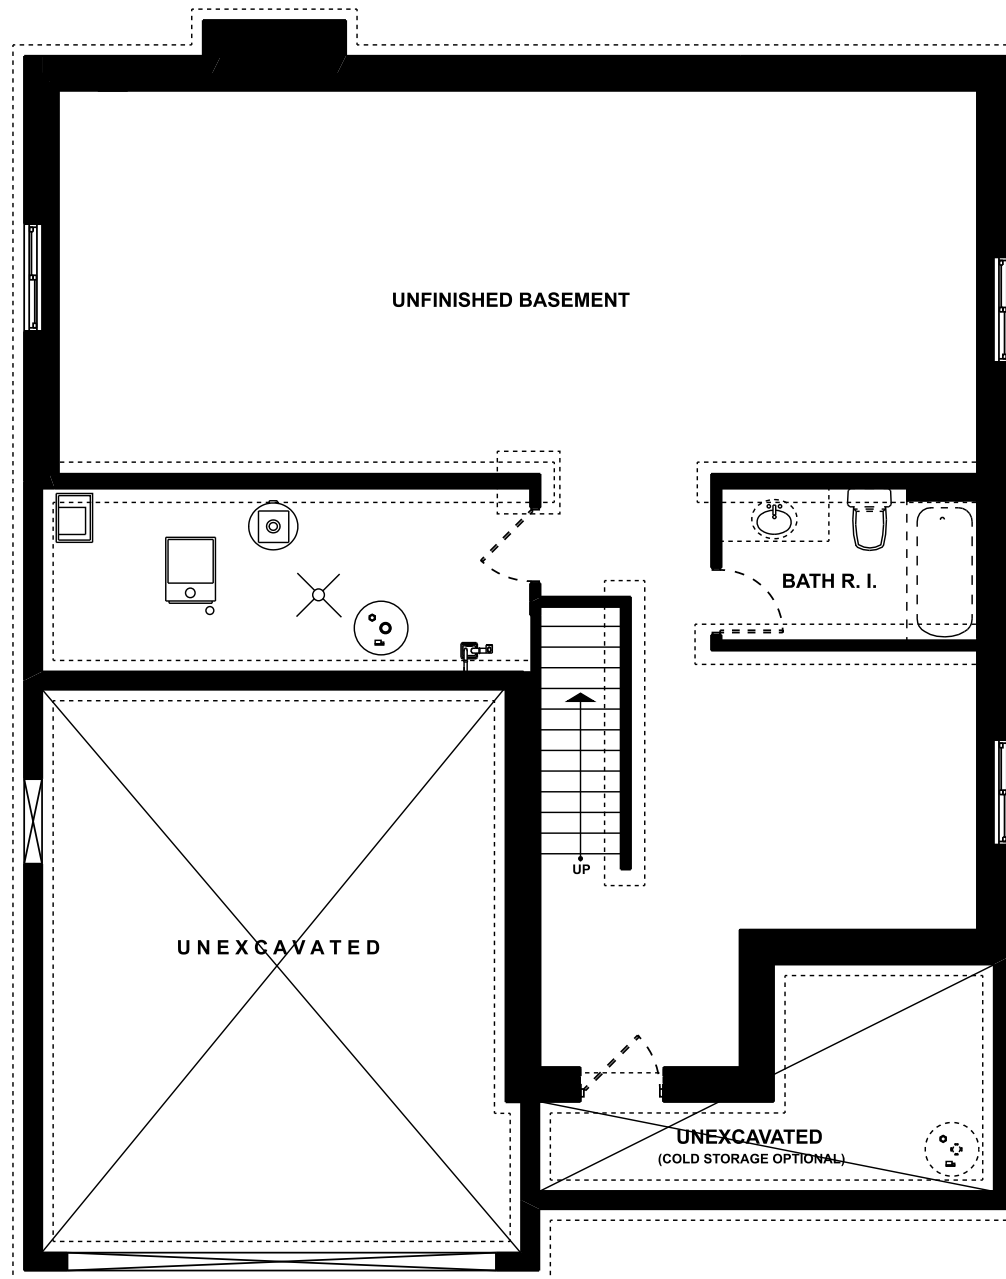 UNFINISHED BASEMENT
BATH R. I.
UP
UNEXCAVATED
UNEXCAVATED
(COLD STORAGE OPTIONAL)